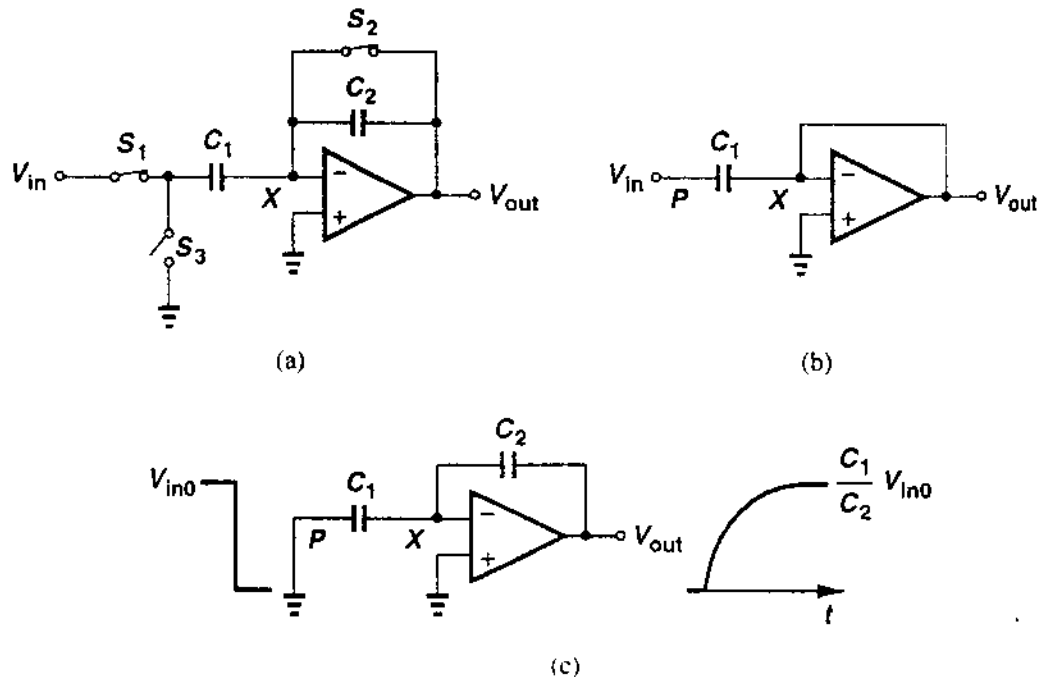 S2
C2
S1
C1
Vin
X
−
+
Vout
S3
(a)
C1
Vin
P
X
−
+
Vout
(b)
C2
Vin0
C1
P
X
−
+
Vout
C1
C2
Vin0
t
(c)